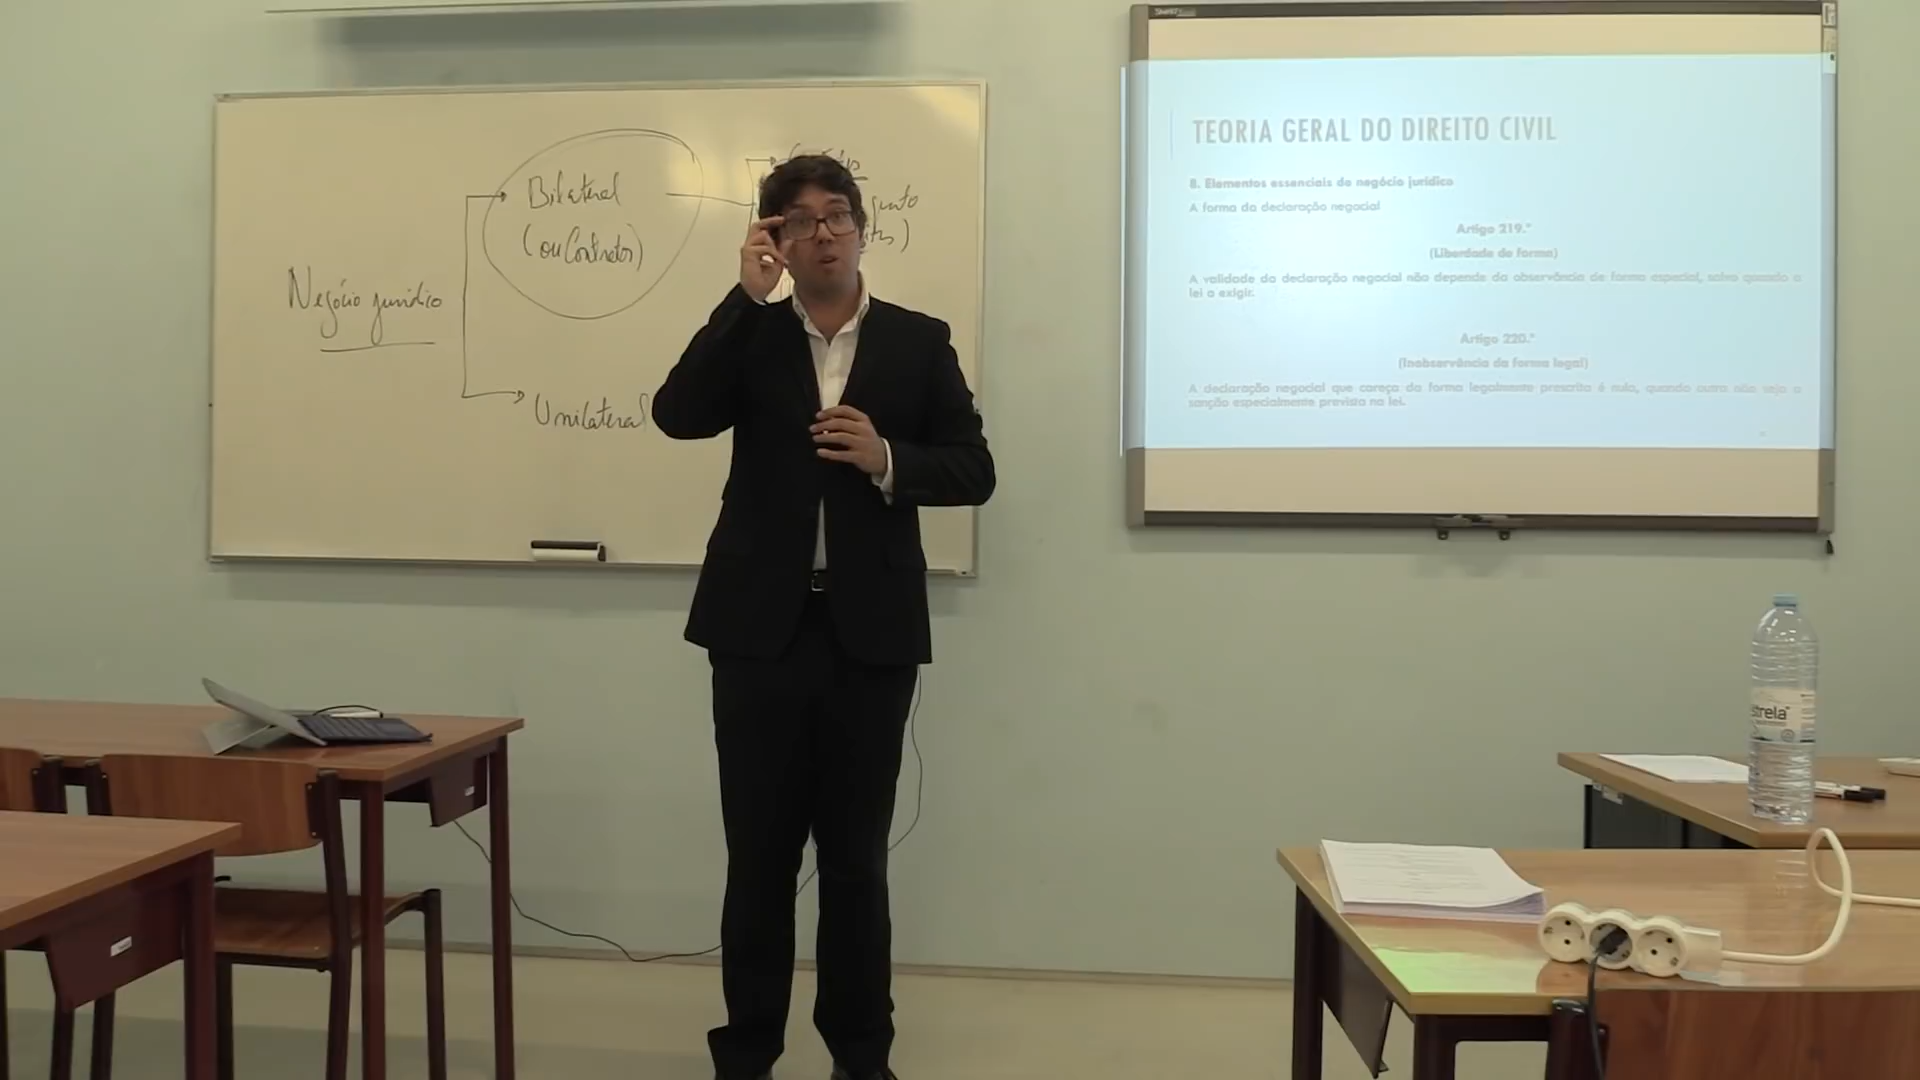 Bilateral
(ou Contratos)
Negócio jurídico
Unilateral
SMART
TEORIA GERAL DO DIREITO CIVIL
8. Elementos essenciais do negócio jurídico
A forma da declaração negocial
Artigo 219.º
(Liberdade de forma)
A validade da declaração negocial não depende da observância de forma especial, salvo quando a
lei a exigir.
Artigo 220.º
(Inobservância da forma legal)
A declaração negocial que careça da forma legalmente prescrita é nula, quando outra não seja a
sanção especialmente prevista na lei.
strela